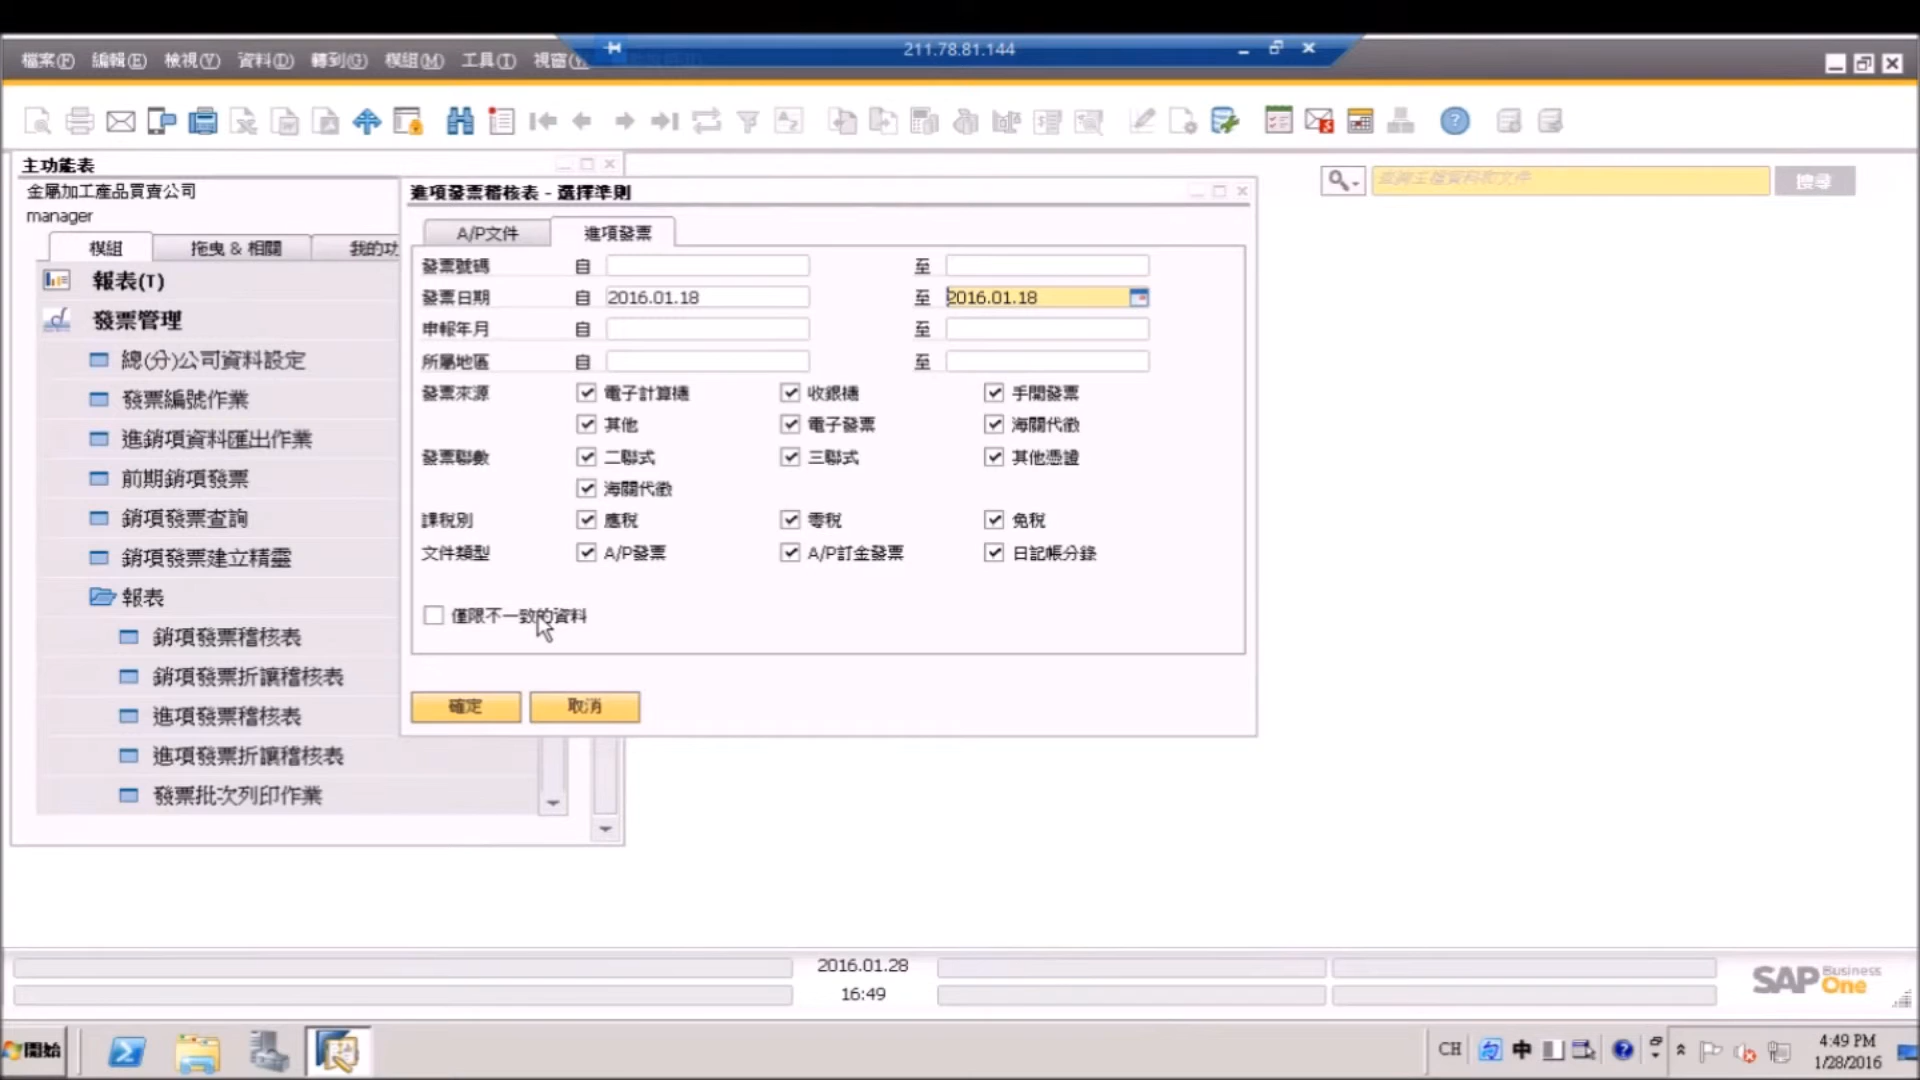 211.78.81.144
檔案(F) 編輯(E) 檢視(V) 資料(D) 轉到(G) 模組(M) 工具(T) 視窗
主功能表
金屬加工產品買賣公司
manager
模組 拖曳 & 相關 我的功
報表(T)
發票管理
總(分)公司資料設定
發票編號作業
進銷項資料匯出作業
前期銷項發票
銷項發票查詢
銷項發票建立精靈
報表
銷項發票稽核表
銷項發票折讓稽核表
進項發票稽核表
進項發票折讓稽核表
發票批次列印作業
進項發票稽核表 - 選擇準則
A/P文件 進項發票
發票號碼 自 至
發票日期 自 2016.01.18 至 2016.01.18
申報年月 自 至
所屬地區 自 至
發票來源 電子計算機 收銀機 手開發票
其他 電子發票 海關代徵
發票聯數 二聯式 三聯式 其他憑證
海關代徵
課稅別 應稅 零稅 免稅
文件類型 A/P發票 A/P訂金發票 日記帳分錄
僅限不一致的資料
確定 取消
搜尋
2016.01.28
16:49
SAP Business One
開始
CH 中
4:49 PM
1/28/2016